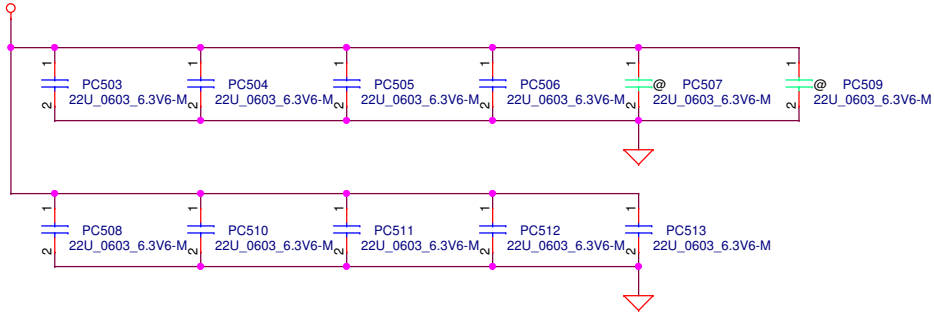 1 1 1 1 1 1
PC503 PC504 PC505 PC506 @ PC507 @ PC509
2 22U_0603_6.3V6-M 2 22U_0603_6.3V6-M 2 22U_0603_6.3V6-M 2 22U_0603_6.3V6-M 2 22U_0603_6.3V6-M 2 22U_0603_6.3V6-M
1 1 1 1 1
PC508 PC510 PC511 PC512 PC513
2 22U_0603_6.3V6-M 2 22U_0603_6.3V6-M 2 22U_0603_6.3V6-M 2 22U_0603_6.3V6-M 2 22U_0603_6.3V6-M